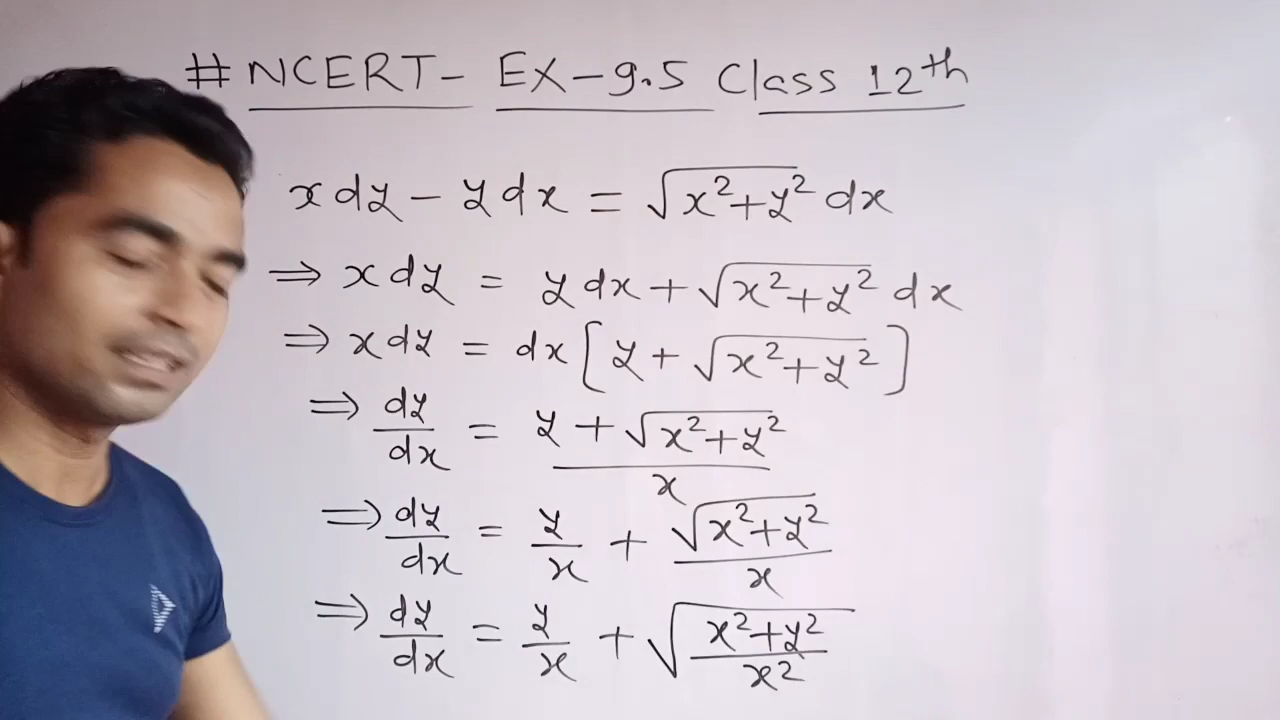 #NCERT- EX-9.5 Class 12th
x dy - y dx = √(x²+y²) dx
⇒ x dy = y dx + √(x²+y²) dx
⇒ x dy = dx [y + √(x²+y²)]
⇒ dy/dx = (y + √(x²+y²))/x
⇒ dy/dx = y/x + √(x²+y²)/x
⇒ dy/dx = y/x + √((x²+y²)/x²)